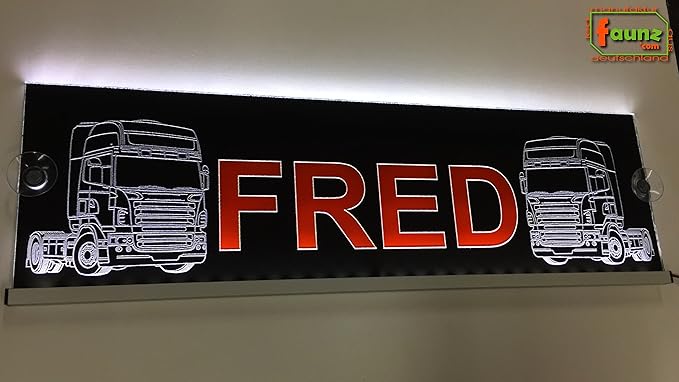 faunz
.com
deutschland
FRED